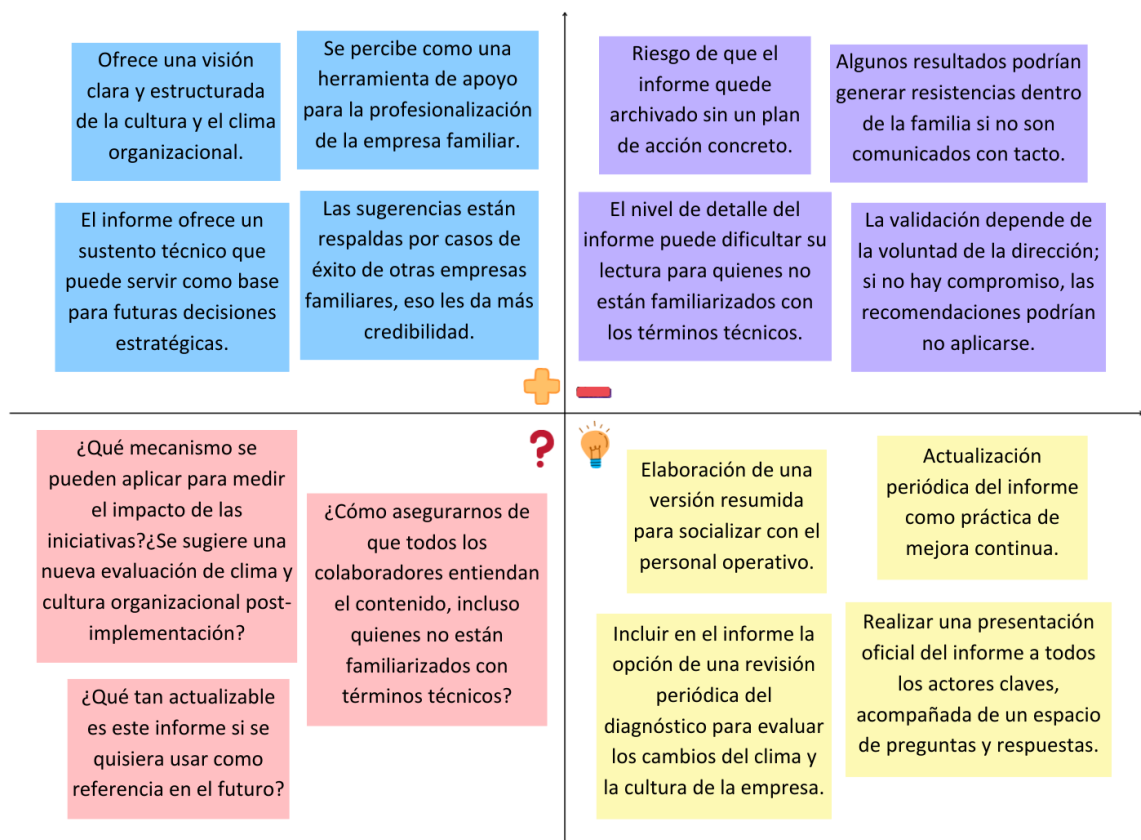 Ofrece una visión
clara y estructurada
de la cultura y el clima
organizacional.
Se percibe como una
herramienta de apoyo
para la profesionalización
de la empresa familiar.
El informe ofrece un
sustento técnico que
puede servir como base
para futuras decisiones
estratégicas.
Las sugerencias están
respaldas por casos de
éxito de otras empresas
familiares, eso les da más
credibilidad.
Riesgo de que el
informe quede
archivado sin un plan
de acción concreto.
Algunos resultados podrían
generar resistencias dentro
de la familia si no son
comunicados con tacto.
El nivel de detalle del
informe puede dificultar su
lectura para quienes no
están familiarizados con
los términos técnicos.
La validación depende de
la voluntad de la dirección;
si no hay compromiso, las
recomendaciones podrían
no aplicarse.
¿Qué mecanismo se
pueden aplicar para medir
el impacto de las
iniciativas?¿Se sugiere una
nueva evaluación de clima y
cultura organizacional post-
implementación?
¿Cómo asegurarnos de
que todos los
colaboradores entiendan
el contenido, incluso
quienes no están
familiarizados con
términos técnicos?
¿Qué tan actualizable
es este informe si se
quisiera usar como
referencia en el futuro?
Elaboración de una
versión resumida
para socializar con el
personal operativo.
Actualización
periódica del informe
como práctica de
mejora continua.
Incluir en el informe la
opción de una revisión
periódica del
diagnóstico para evaluar
los cambios del clima y
la cultura de la empresa.
Realizar una presentación
oficial del informe a todos
los actores claves,
acompañada de un espacio
de preguntas y respuestas.